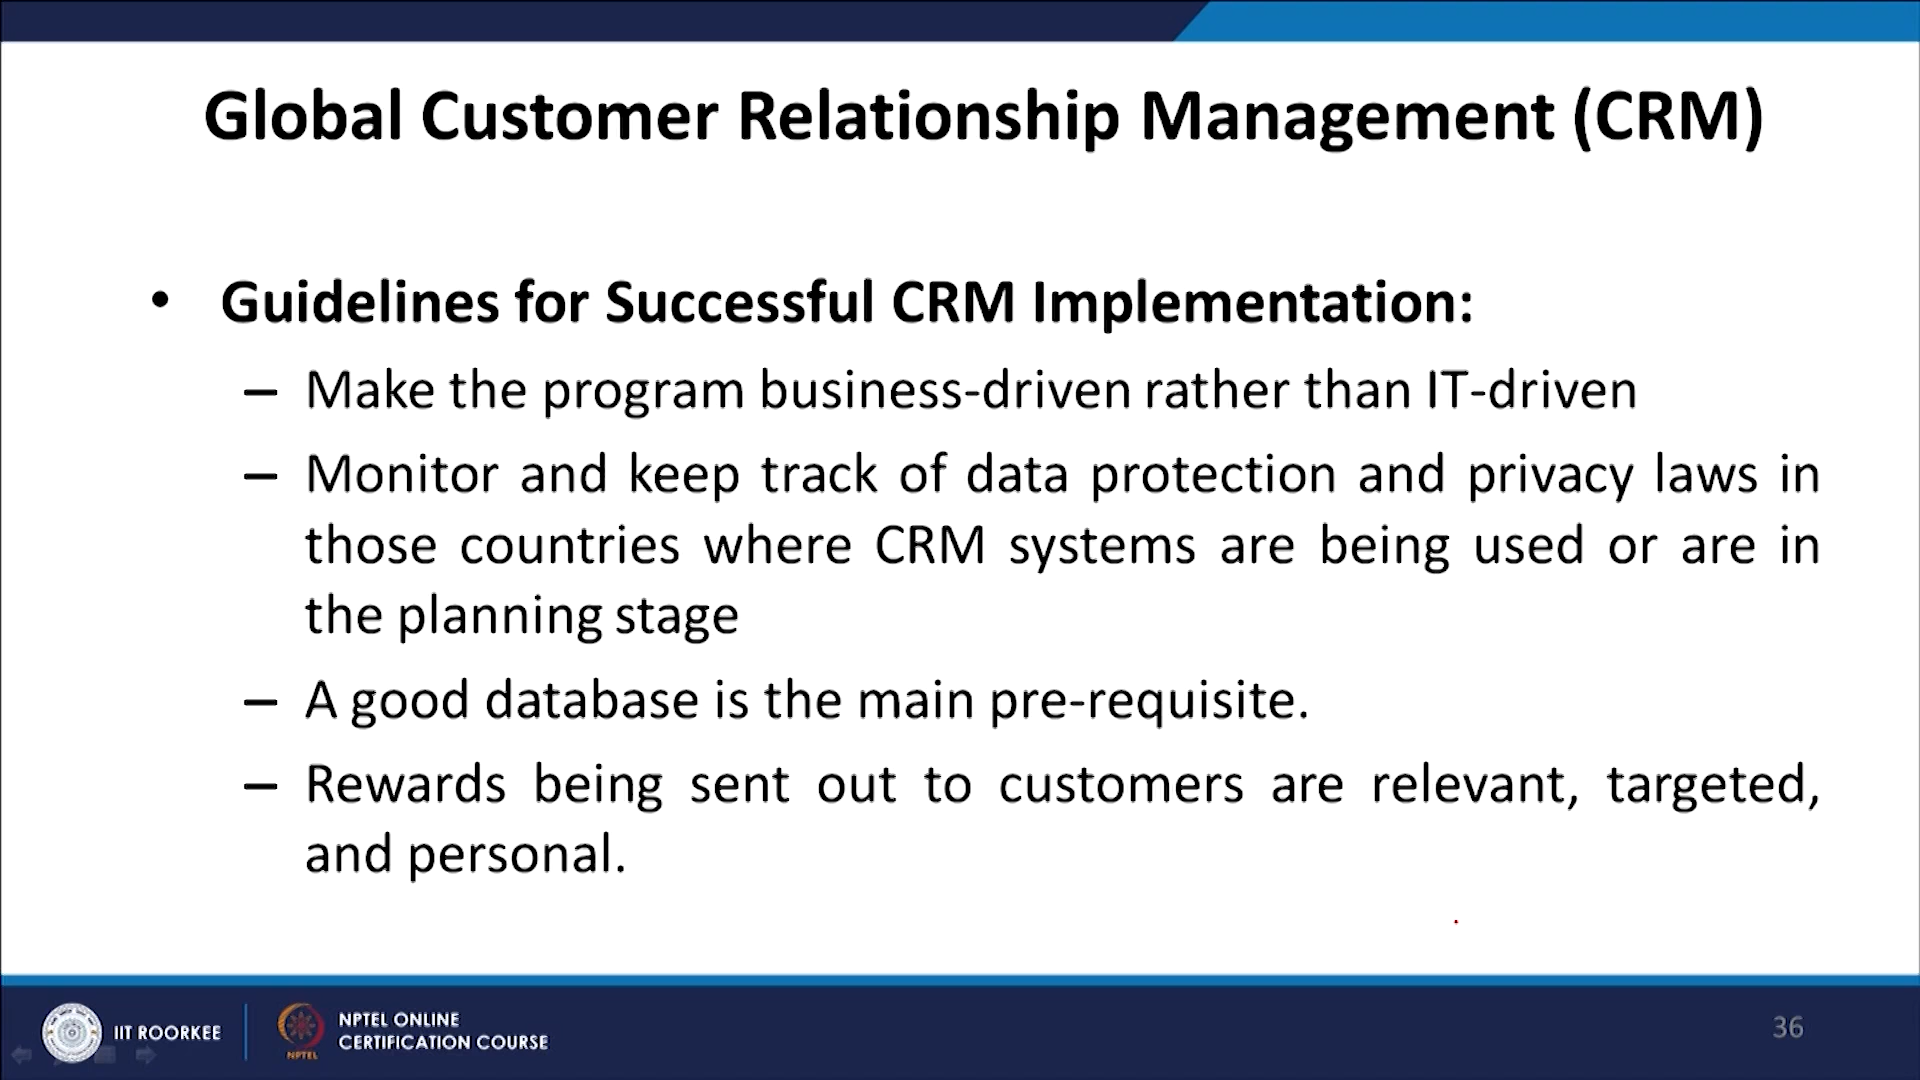 Global Customer Relationship Management (CRM)
• Guidelines for Successful CRM Implementation:
– Make the program business-driven rather than IT-driven
– Monitor and keep track of data protection and privacy laws in
those countries where CRM systems are being used or are in
the planning stage
– A good database is the main pre-requisite.
– Rewards being sent out to customers are relevant, targeted,
and personal.
IIT ROORKEE
NPTEL
NPTEL ONLINE
CERTIFICATION COURSE
36